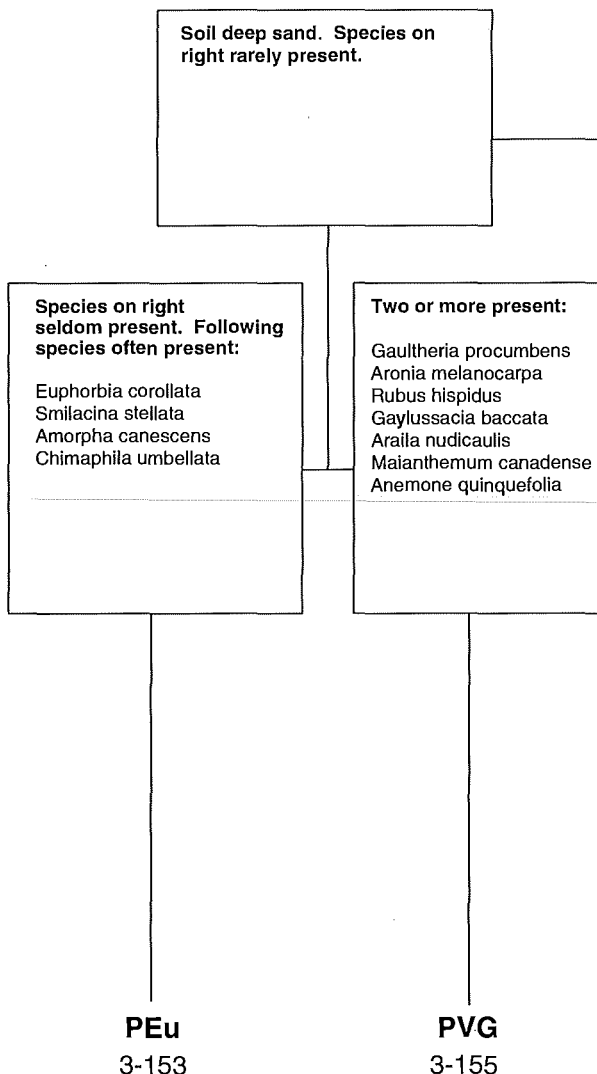 Soil deep sand. Species on
right rarely present.
Species on right
seldom present. Following
species often present:
Euphorbia corollata
Smilacina stellata
Amorpha canescens
Chimaphila umbellata
Two or more present:
Gaultheria procumbens
Aronia melanocarpa
Rubus hispidus
Gaylussacia baccata
Araila nudicaulis
Maianthemum canadense
Anemone quinquefolia
PEu
3-153
PVG
3-155